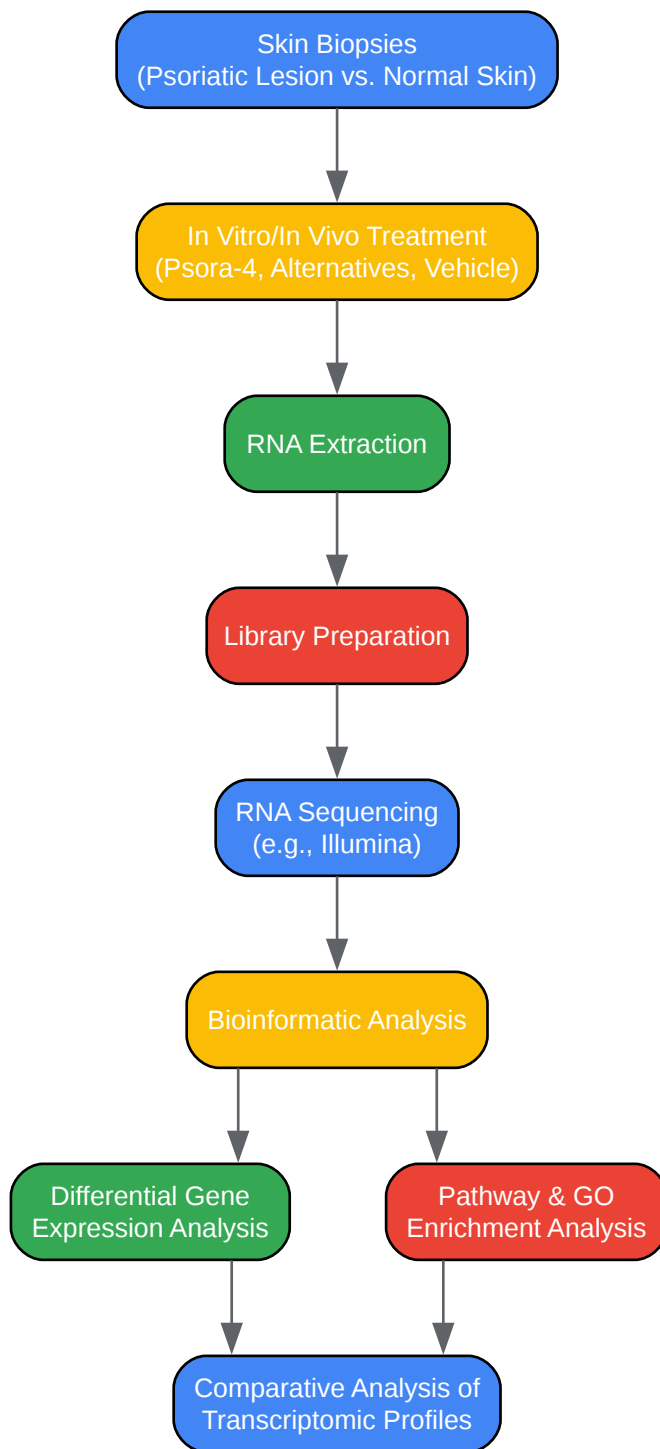 Skin Biopsies
(Psoriatic Lesion vs. Normal Skin)
In Vitro/In Vivo Treatment
(Psora-4, Alternatives, Vehicle)
RNA Extraction
Library Preparation
RNA Sequencing
(e.g., Illumina)
Bioinformatic Analysis
Differential Gene
Expression Analysis
Pathway & GO
Enrichment Analysis
Comparative Analysis of
Transcriptomic Profiles